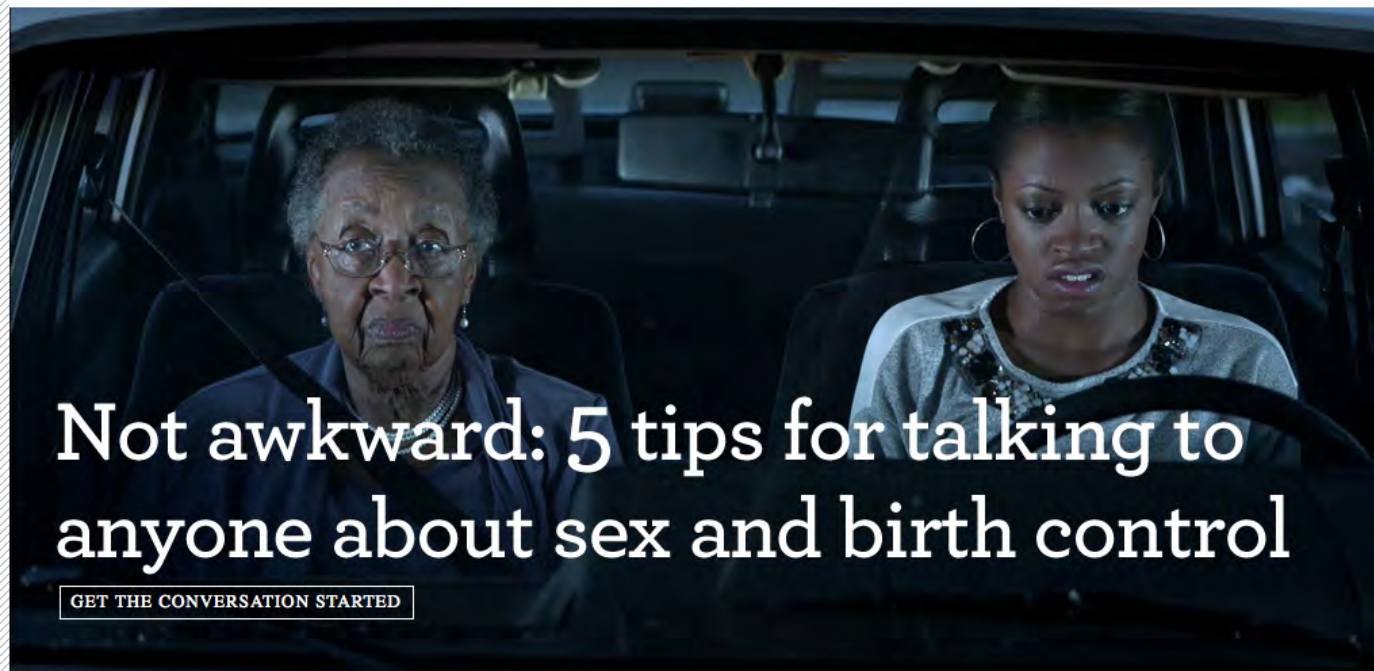 Not awkward: 5 tips for talking to
anyone about sex and birth control
GET THE CONVERSATION STARTED